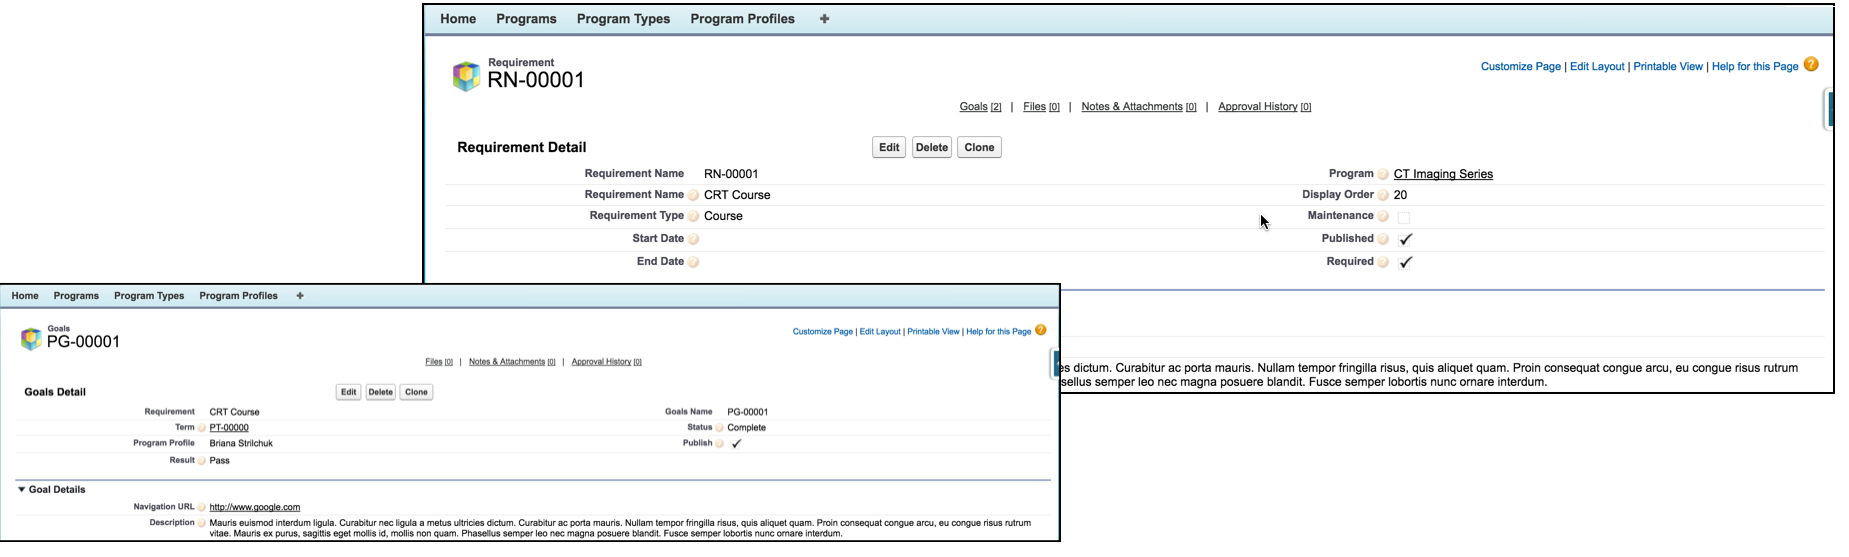 Home Programs Program Types Program Profiles +
Requirement
RN-00001
Customize Page | Edit Layout | Printable View | Help for this Page ?
Goals [2] | Files [0] | Notes & Attachments [0] | Approval History [0]
Requirement Detail Edit Delete Clone
Requirement Name RN-00001 Program ? CT Imaging Series
Requirement Name ? CRT Course Display Order ? 20
Requirement Type ? Course Maintenance ?
Start Date ? Published ?
End Date ? Required ?
es dictum. Curabitur ac porta mauris. Nullam tempor fringilla risus, quis aliquet quam. Proin consequat congue arcu, eu congue risus rutrum
sellus semper leo nec magna posuere blandit. Fusce semper lobortis nunc ornare interdum.
Home Programs Program Types Program Profiles +
Goals
PG-00001
Customize Page | Edit Layout | Printable View | Help for this Page ?
Files [0] | Notes & Attachments [0] | Approval History [0]
Goals Detail Edit Delete Clone
Requirement CRT Course Goals Name PG-00001
Term ? PT-00000 Status ? Complete
Program Profile Briana Strilchuk Publish ?
Result ? Pass
Goal Details
Navigation URL ? http://www.google.com
Description ? Mauris euismod interdum ligula. Curabitur nec ligula a metus ultricies dictum. Curabitur ac porta mauris. Nullam tempor fringilla risus, quis aliquet quam. Proin consequat congue arcu, eu congue risus rutrum
vitae. Mauris ex purus, sagittis eget mollis id, mollis non quam. Phasellus semper leo nec magna posuere blandit. Fusce semper lobortis nunc ornare interdum.